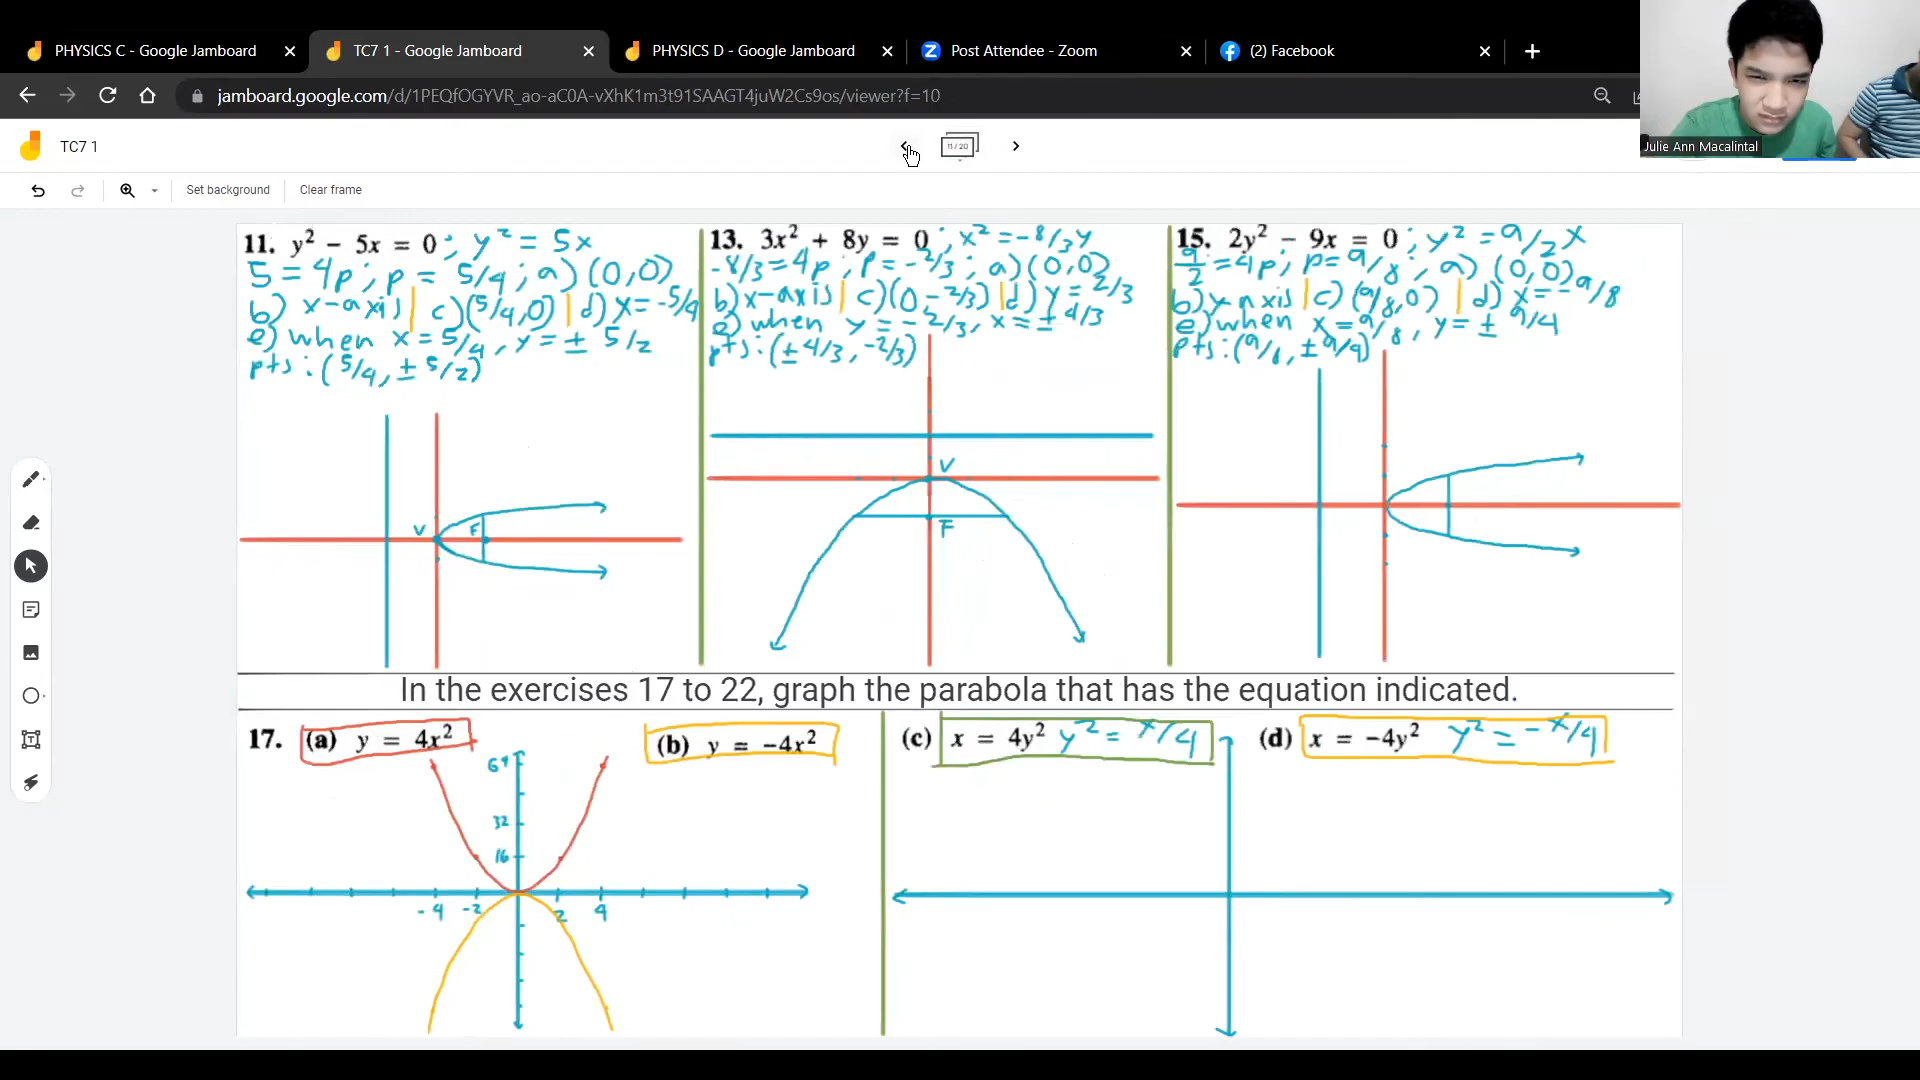 PHYSICS C - Google Jamboard
TC7 1 - Google Jamboard
PHYSICS D - Google Jamboard
Post Attendee - Zoom
(2) Facebook
jamboard.google.com/d/1PEQfOGYVR_ao-aC0A-vXhK1m3t91SAAGT4juW2Cs9os/viewer?f=10
Julie Ann Macalintal
TC7 1
11 / 20
Set background
Clear frame
11. y² - 5x = 0; y² = 5x
5 = 4p; p = 5/4; a) (0,0)
b) x-axis | c) (5/4,0) | d) x = -5/4
e) when x = 5/4, y = ± 5/2
pts: (5/4, ± 5/2)
V F
13. 3x² + 8y = 0; x² = -8/3y
-8/3 = 4p; p = -2/3; a) (0,0)
b) x-axis | c) (0 -2/3) | d) y = 2/3
e) when y = -2/3, x = ± 4/3
pts: (± 4/3, -2/3)
V
F
15. 2y² - 9x = 0; y² = 9/2 x
9/2 = 4p; p = 9/8; a) (0,0)
b) x axis | c) (9/8,0) | d) x = -9/8
e) when x = 9/8, y = ± 9/4
pts: (9/8, ± 9/4)
In the exercises 17 to 22, graph the parabola that has the equation indicated.
17. (a) y = 4x²
(b) y = -4x²
(c) x = 4y² y² = x/4
(d) x = -4y² y² = -x/4
64
32
16
-4 -2 2 4